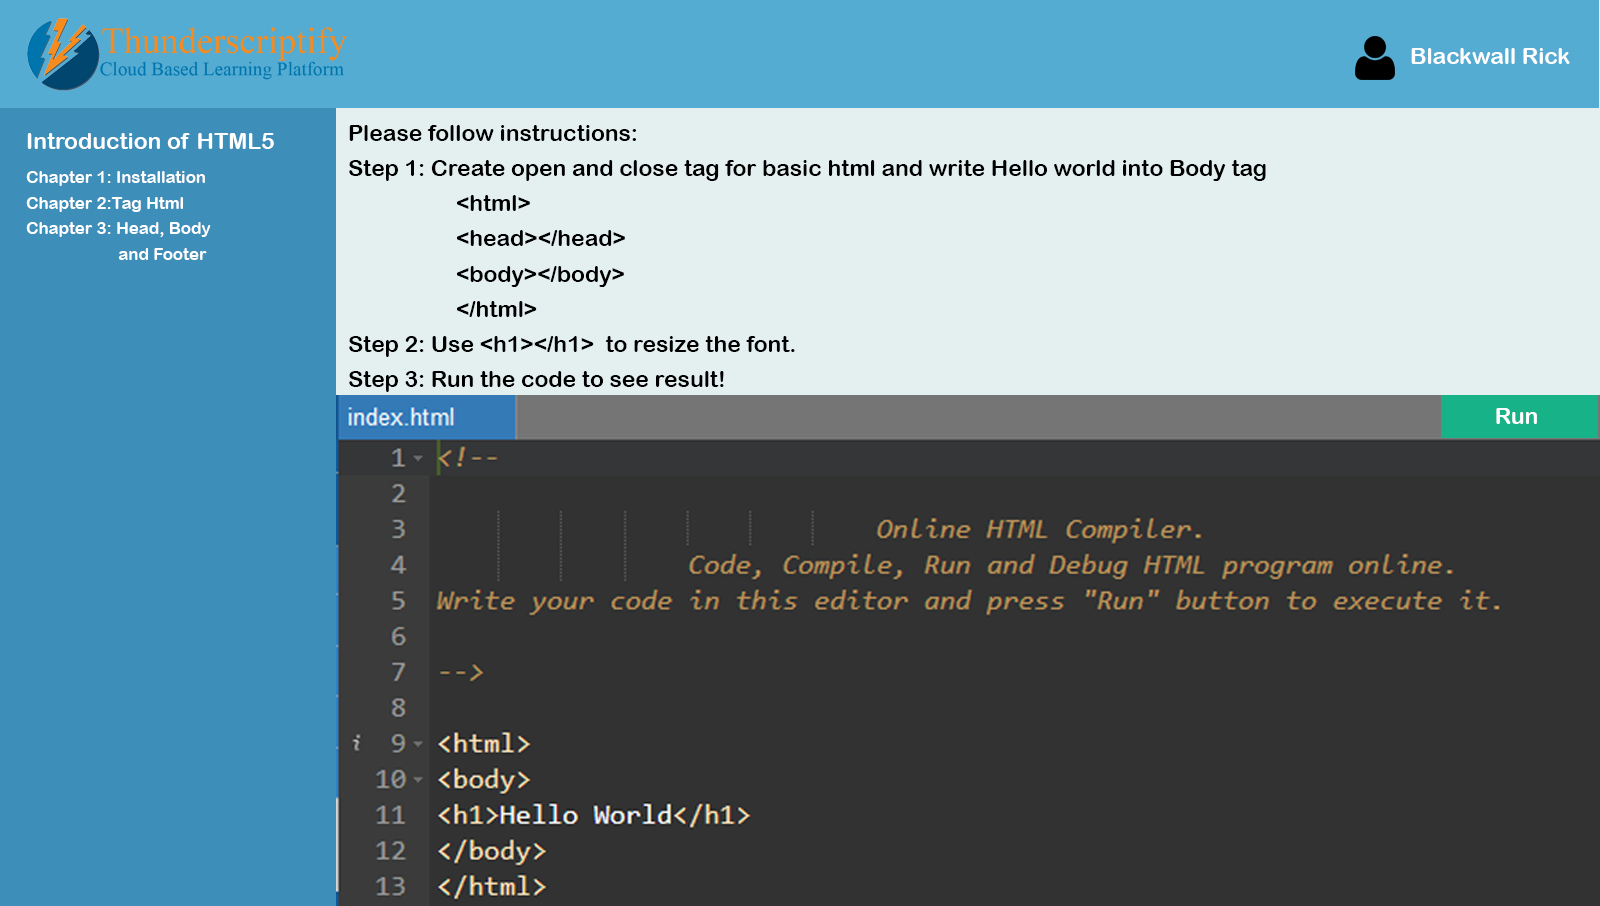 Thunderscriptify
Cloud Based Learning Platform
Blackwall Rick
Introduction of HTML5
Chapter 1: Installation
Chapter 2:Tag Html
Chapter 3: Head, Body
and Footer
Please follow instructions:
Step 1: Create open and close tag for basic html and write Hello world into Body tag
<html>
<head></head>
<body></body>
</html>
Step 2: Use <h1></h1>  to resize the font.
Step 3: Run the code to see result!
index.html
Run
1 <!--
2
3 Online HTML Compiler.
4 Code, Compile, Run and Debug HTML program online.
5 Write your code in this editor and press "Run" button to execute it.
6
7 -->
8
i 9 <html>
10 <body>
11 <h1>Hello World</h1>
12 </body>
13 </html>